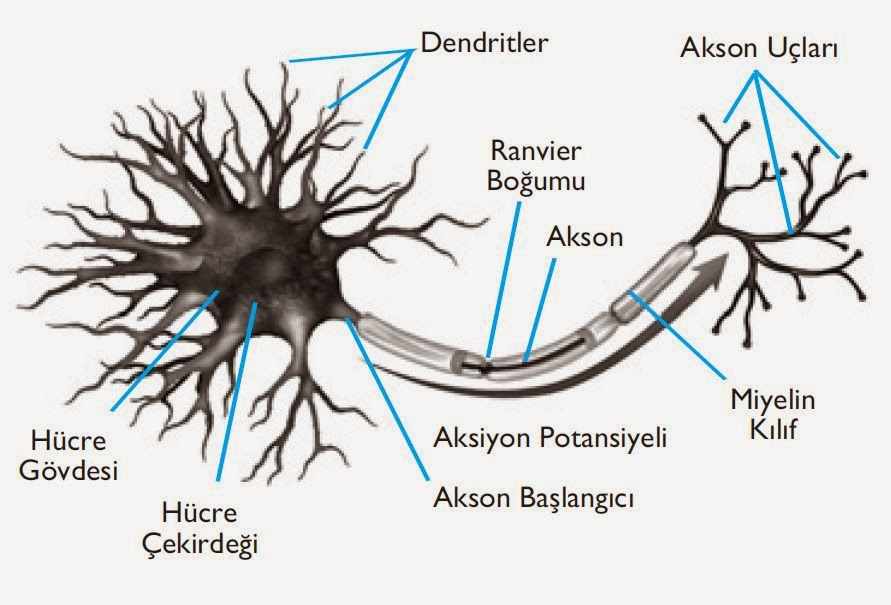 Dendritler
Akson Uçları
Ranvier
Boğumu
Akson
Miyelin
Kılıf
Aksiyon Potansiyeli
Hücre
Gövdesi
Akson Başlangıcı
Hücre
Çekirdeği